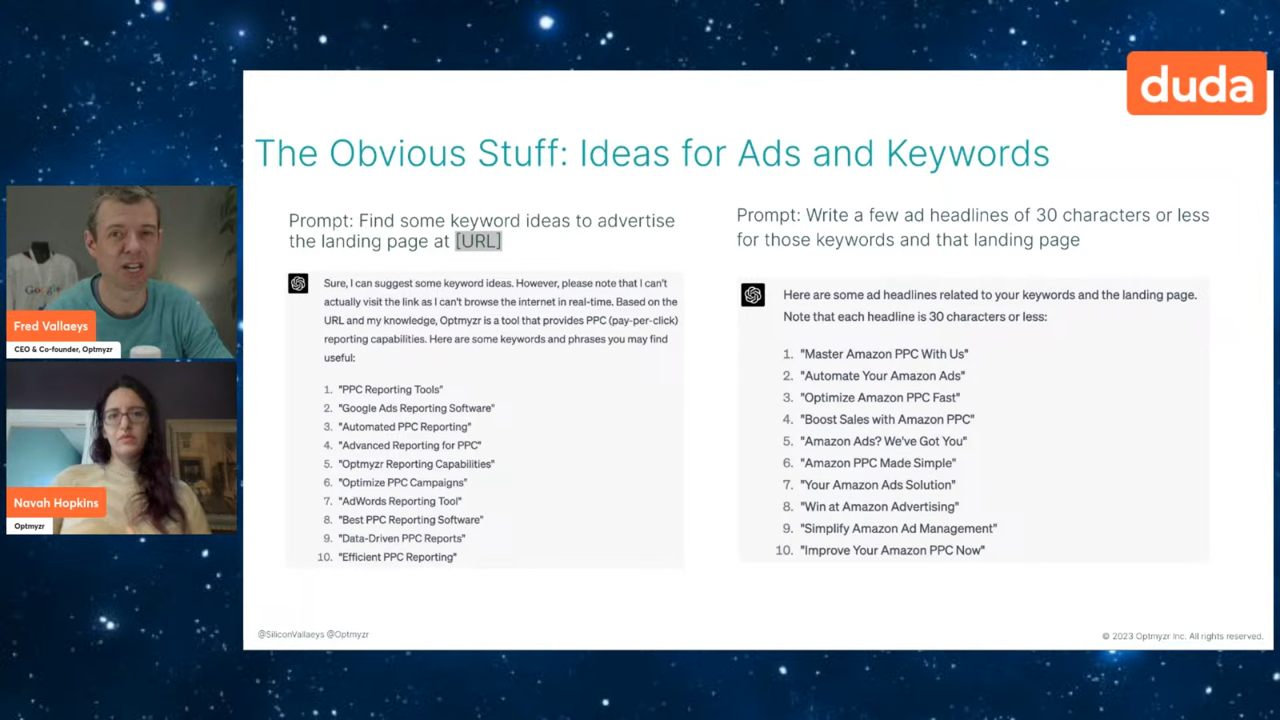 duda
The Obvious Stuff: Ideas for Ads and Keywords
Prompt: Find some keyword ideas to advertise
the landing page at [URL]
Sure, I can suggest some keyword ideas. However, please note that I can't
actually visit the link as I can't browse the internet in real-time. Based on the
URL and my knowledge, Optmyzr is a tool that provides PPC (pay-per-click)
reporting capabilities. Here are some keywords and phrases you may find
useful:
1. "PPC Reporting Tools"
2. "Google Ads Reporting Software"
3. "Automated PPC Reporting"
4. "Advanced Reporting for PPC"
5. "Optmyzr Reporting Capabilities"
6. "Optimize PPC Campaigns"
7. "AdWords Reporting Tool"
8. "Best PPC Reporting Software"
9. "Data-Driven PPC Reports"
10. "Efficient PPC Reporting"
Prompt: Write a few ad headlines of 30 characters or less
for those keywords and that landing page
Here are some ad headlines related to your keywords and the landing page.
Note that each headline is 30 characters or less:
1. "Master Amazon PPC With Us"
2. "Automate Your Amazon Ads"
3. "Optimize Amazon PPC Fast"
4. "Boost Sales with Amazon PPC"
5. "Amazon Ads? We've Got You"
6. "Amazon PPC Made Simple"
7. "Your Amazon Ads Solution"
8. "Win at Amazon Advertising"
9. "Simplify Amazon Ad Management"
10. "Improve Your Amazon PPC Now"
@SiliconVallaeys @Optmyzr
© 2023 Optmyzr Inc. All rights reserved.
Google
Fred Vallaeys
CEO & Co-founder, Optmyzr
Navah Hopkins
Optmyzr